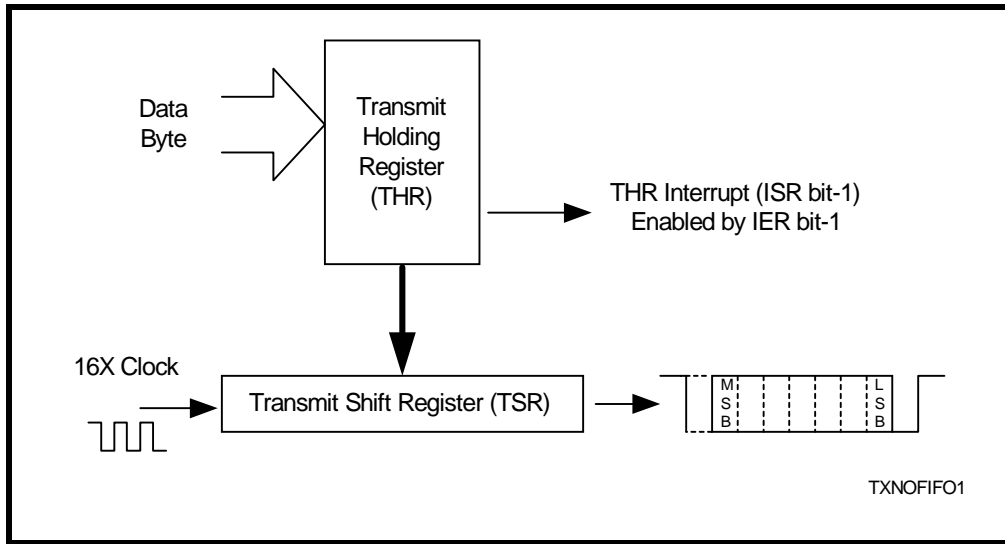 Data
Byte
Transmit
Holding
Register
(THR)
THR Interrupt (ISR bit-1)
Enabled by IER bit-1
16X Clock
Transmit Shift Register (TSR)
M
S
B
L
S
B
TXNOFIFO1